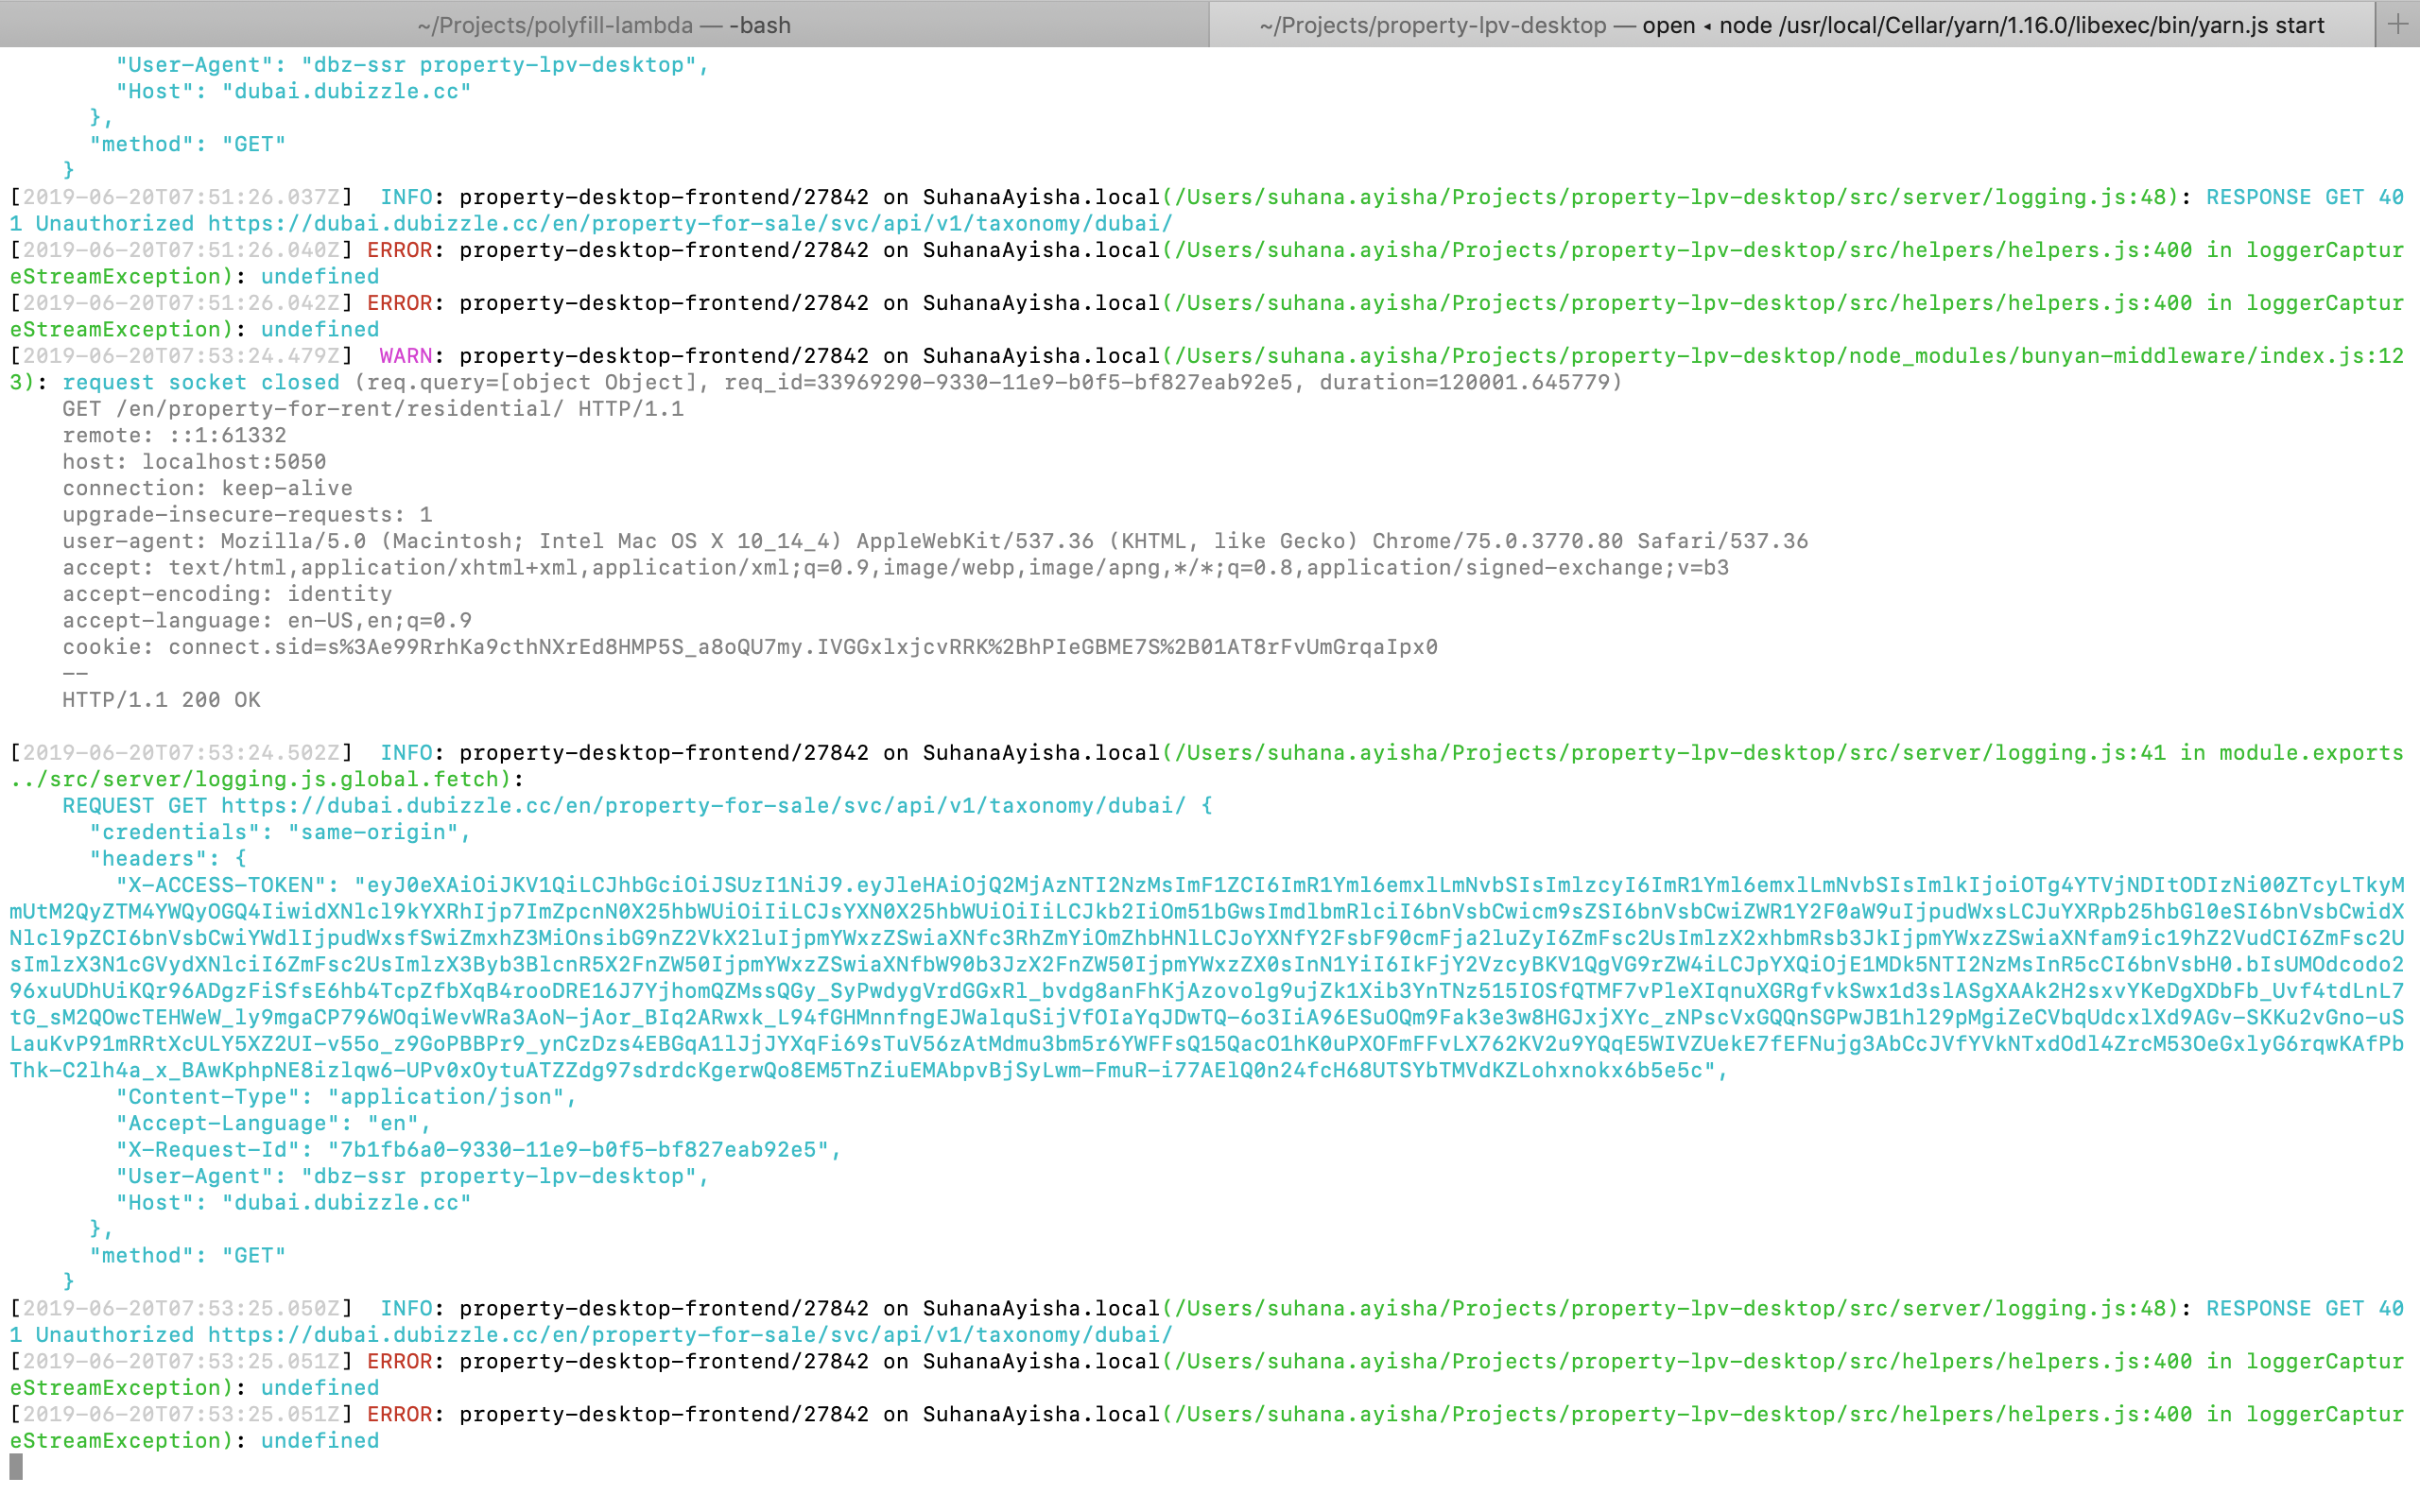 ~/Projects/polyfill-lambda — -bash
~/Projects/property-lpv-desktop — open ◂ node /usr/local/Cellar/yarn/1.16.0/libexec/bin/yarn.js start
"User-Agent": "dbz-ssr property-lpv-desktop",
"Host": "dubai.dubizzle.cc"
},
"method": "GET"
}
[2019-06-20T07:51:26.037Z]  INFO: property-desktop-frontend/27842 on SuhanaAyisha.local(/Users/suhana.ayisha/Projects/property-lpv-desktop/src/server/logging.js:48): RESPONSE GET 40
1 Unauthorized https://dubai.dubizzle.cc/en/property-for-sale/svc/api/v1/taxonomy/dubai/
[2019-06-20T07:51:26.040Z] ERROR: property-desktop-frontend/27842 on SuhanaAyisha.local(/Users/suhana.ayisha/Projects/property-lpv-desktop/src/helpers/helpers.js:400 in loggerCaptur
eStreamException): undefined
[2019-06-20T07:51:26.042Z] ERROR: property-desktop-frontend/27842 on SuhanaAyisha.local(/Users/suhana.ayisha/Projects/property-lpv-desktop/src/helpers/helpers.js:400 in loggerCaptur
eStreamException): undefined
[2019-06-20T07:53:24.479Z]  WARN: property-desktop-frontend/27842 on SuhanaAyisha.local(/Users/suhana.ayisha/Projects/property-lpv-desktop/node_modules/bunyan-middleware/index.js:12
3): request socket closed (req.query=[object Object], req_id=33969290-9330-11e9-b0f5-bf827eab92e5, duration=120001.645779)
GET /en/property-for-rent/residential/ HTTP/1.1
remote: ::1:61332
host: localhost:5050
connection: keep-alive
upgrade-insecure-requests: 1
user-agent: Mozilla/5.0 (Macintosh; Intel Mac OS X 10_14_4) AppleWebKit/537.36 (KHTML, like Gecko) Chrome/75.0.3770.80 Safari/537.36
accept: text/html,application/xhtml+xml,application/xml;q=0.9,image/webp,image/apng,*/*;q=0.8,application/signed-exchange;v=b3
accept-encoding: identity
accept-language: en-US,en;q=0.9
cookie: connect.sid=s%3Ae99RrhKa9cthNXrEd8HMP5S_a8oQU7my.IVGGxlxjcvRRK%2BhPIeGBME7S%2B01AT8rFvUmGrqaIpx0
--
HTTP/1.1 200 OK
[2019-06-20T07:53:24.502Z]  INFO: property-desktop-frontend/27842 on SuhanaAyisha.local(/Users/suhana.ayisha/Projects/property-lpv-desktop/src/server/logging.js:41 in module.exports
../src/server/logging.js.global.fetch):
REQUEST GET https://dubai.dubizzle.cc/en/property-for-sale/svc/api/v1/taxonomy/dubai/ {
"credentials": "same-origin",
"headers": {
"X-ACCESS-TOKEN":
"Content-Type": "application/json",
"Accept-Language": "en",
"X-Request-Id": "7b1fb6a0-9330-11e9-b0f5-bf827eab92e5",
"User-Agent": "dbz-ssr property-lpv-desktop",
"Host": "dubai.dubizzle.cc"
},
"method": "GET"
}
[2019-06-20T07:53:25.050Z]  INFO: property-desktop-frontend/27842 on SuhanaAyisha.local(/Users/suhana.ayisha/Projects/property-lpv-desktop/src/server/logging.js:48): RESPONSE GET 40
1 Unauthorized https://dubai.dubizzle.cc/en/property-for-sale/svc/api/v1/taxonomy/dubai/
[2019-06-20T07:53:25.051Z] ERROR: property-desktop-frontend/27842 on SuhanaAyisha.local(/Users/suhana.ayisha/Projects/property-lpv-desktop/src/helpers/helpers.js:400 in loggerCaptur
eStreamException): undefined
[2019-06-20T07:53:25.051Z] ERROR: property-desktop-frontend/27842 on SuhanaAyisha.local(/Users/suhana.ayisha/Projects/property-lpv-desktop/src/helpers/helpers.js:400 in loggerCaptur
eStreamException): undefined